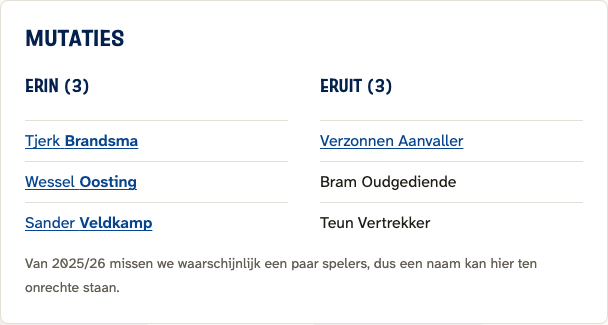 MUTATIES
ERIN (3)
Tjerk Brandsma
Wessel Oosting
Sander Veldkamp
ERUIT (3)
Verzonnen Aanvaller
Bram Oudgediende
Teun Vertrekker
Van 2025/26 missen we waarschijnlijk een paar spelers, dus een naam kan hier ten
onrechte staan.